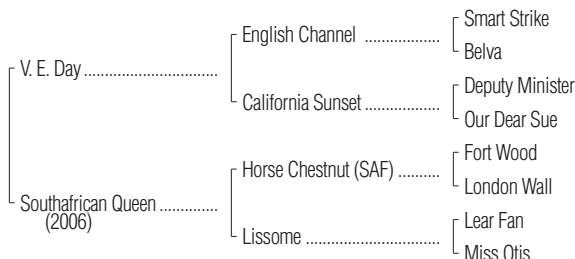 Smart Strike
English Channel ..................
Belva
V. E. Day ................................
Deputy Minister
California Sunset ..................
Our Dear Sue
Fort Wood
Horse Chestnut (SAF) ..........
London Wall
Southafrican Queen ..............
(2006)
Lear Fan
Lissome ................................
Miss Otis